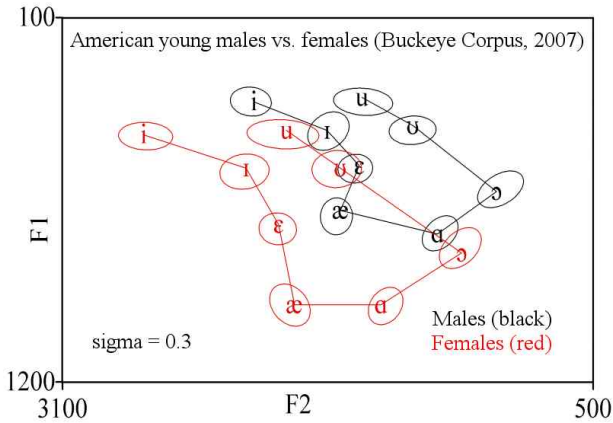 100
American young males vs. females (Buckeye Corpus, 2007)
i u
ɪ ʊ
i u
ɪ ʊ ɛ
æ ɔ
ɛ ɑ
ɔ
æ ɑ
F1
Males (black)
sigma = 0.3 Females (red)
1200
3100 F2 500